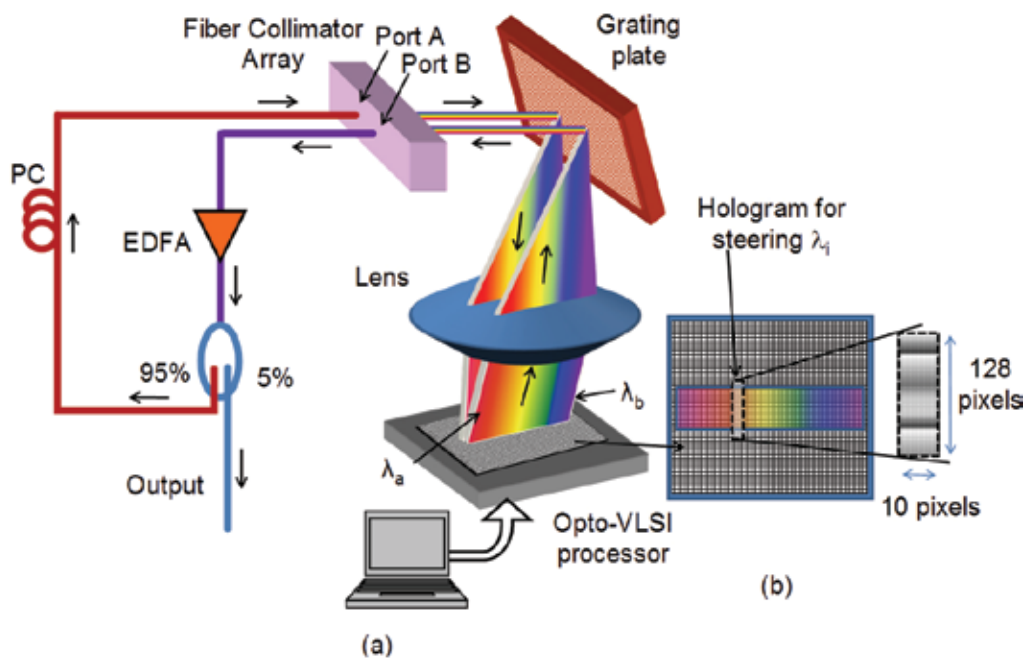 Fiber Collimator
Array
Port A
Port B
Grating
plate
PC
EDFA
Lens
Hologram for
steering λi
95%
5%
λb
λa
128
pixels
10 pixels
Output
Opto-VLSI
processor
(b)
(a)